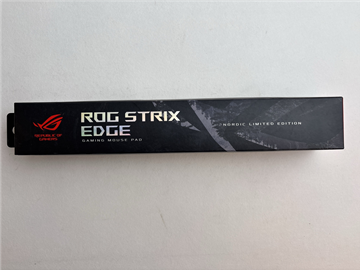 ROG STRIX
EDGE
GAMING MOUSE PAD
NORDIC LIMITED EDITION
REPUBLIC OF
GAMERS